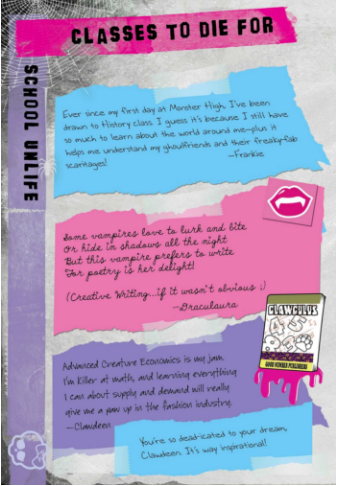 CLASSES TO DIE FOR
SCHOOL UNLIFE
Ever since my first day at Monster High, I've been
drawn to History class. I guess it's because I still have
so much to learn about the world around me—plus it
helps me understand my ghoulfriends and their freaky-fab
scaritages!
—Frankie
Some vampires love to lurk and bite
Or hide in shadows all the night
But this vampire prefers to write
For poetry is her delight!
(Creative Writing...if it wasn't obvious ;)
—Draculaura
CLAWCULUS
GOOD NUMBER PUBLISHERS
Advanced Creature Economics is my jam.
I'm killer at math, and learning everything
I can about supply and demand will really
give me a paw up in the fashion industry.
—Clawdeen
You're so dead-icated to your dream,
Clawdeen. It's way inspirational!